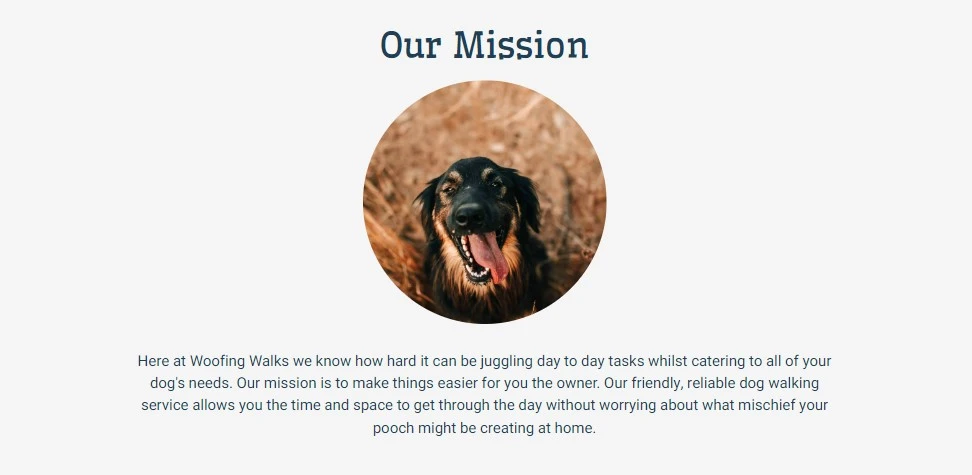 Our Mission
Here at Woofing Walks we know how hard it can be juggling day to day tasks whilst catering to all of your
dog's needs. Our mission is to make things easier for you the owner. Our friendly, reliable dog walking
service allows you the time and space to get through the day without worrying about what mischief your
pooch might be creating at home.